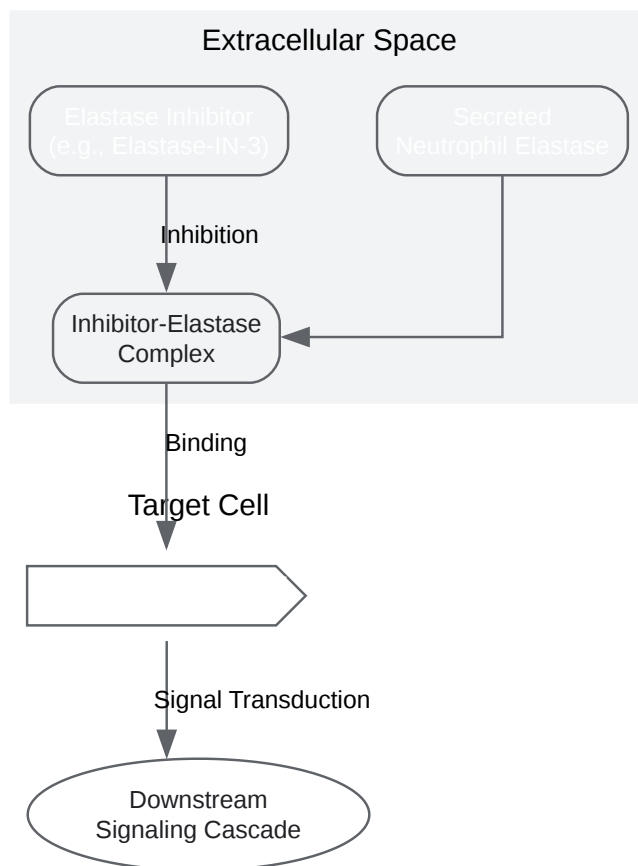 Extracellular Space
Elastase Inhibitor
(e.g., Elastase-IN-3)
Secreted
Neutrophil Elastase
Inhibition
Inhibitor-Elastase
Complex
Binding
Target Cell
Signal Transduction
Downstream
Signaling Cascade